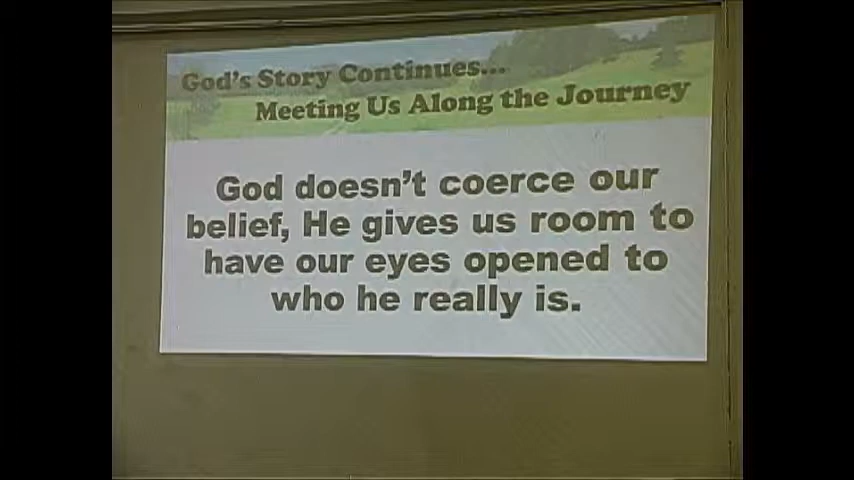 God's Story Continues...
Meeting Us Along the Journey
God doesn't coerce our
belief, He gives us room to
have our eyes opened to
who he really is.